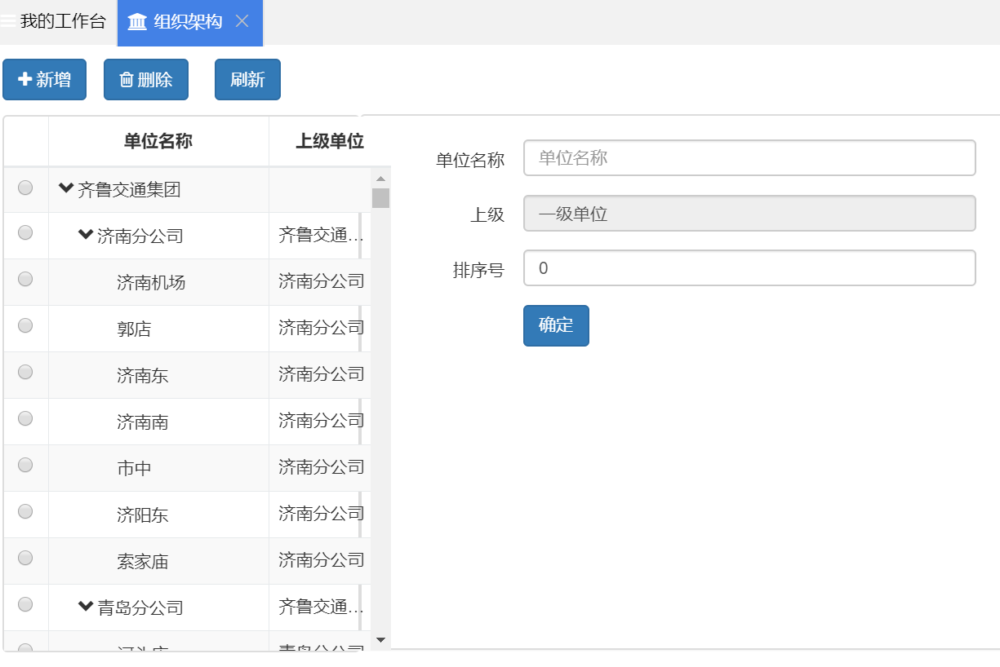 我的工作台 组织架构
新增 删除 刷新
单位名称 上级单位
齐鲁交通集团
济南分公司 齐鲁交通...
济南机场 济南分公司
郭店 济南分公司
济南东 济南分公司
济南南 济南分公司
市中 济南分公司
济阳东 济南分公司
索家庙 济南分公司
青岛分公司 齐鲁交通...
青岛分公司
单位名称 单位名称
上级 一级单位
排序号 0
确定